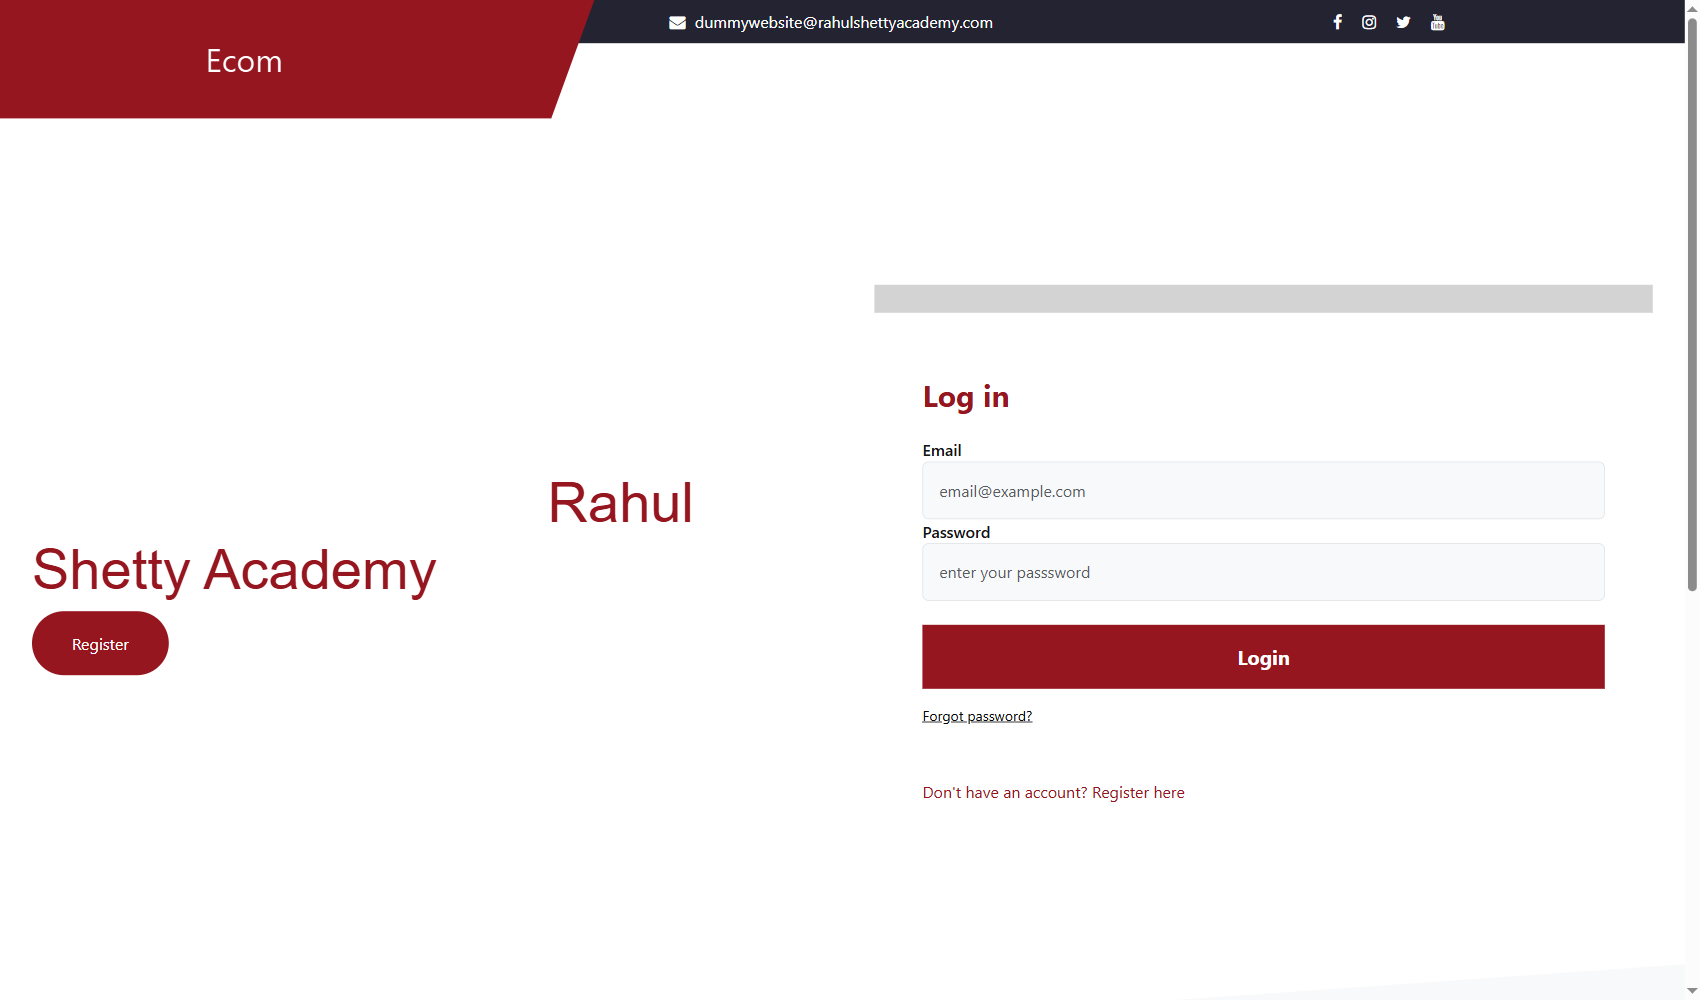 dummywebsite@rahulshettyacademy.com
Ecom
Rahul
Shetty Academy
Register
Log in
Email
email@example.com
Password
enter your passsword
Login
Forgot password?
Don't have an account? Register here